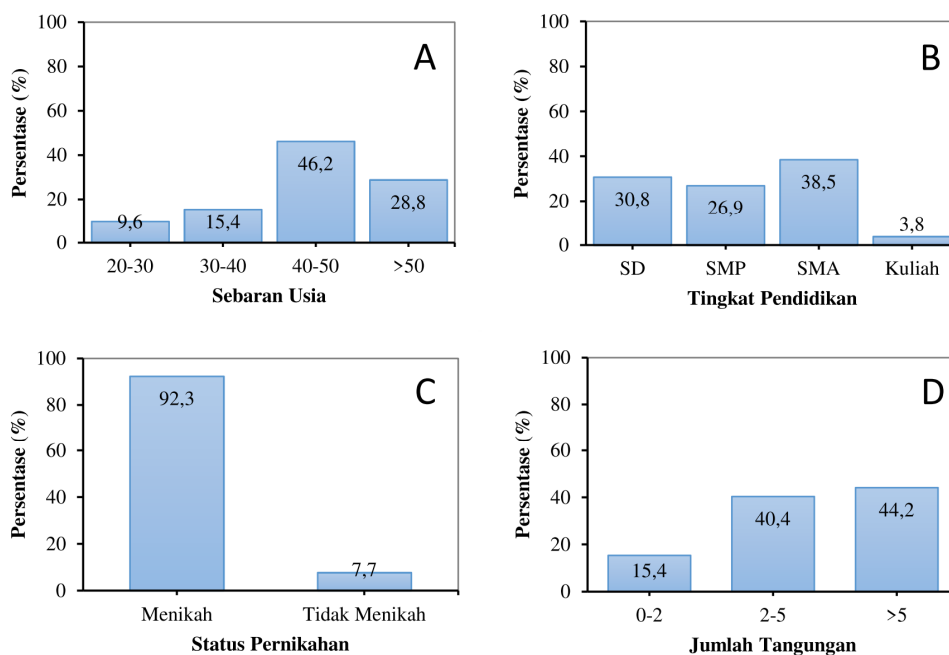 A
Persentase (%)
100
80
60
40
20
0
9,6
15,4
46,2
28,8
20-30
30-40
40-50
>50
Sebaran Usia
B
Persentase (%)
100
80
60
40
20
0
30,8
26,9
38,5
3,8
SD
SMP
SMA
Kuliah
Tingkat Pendidikan
C
Persentase (%)
100
80
60
40
20
0
92,3
7,7
Menikah
Tidak Menikah
Status Pernikahan
D
Persentase (%)
100
80
60
40
20
0
15,4
40,4
44,2
0-2
2-5
>5
Jumlah Tangungan